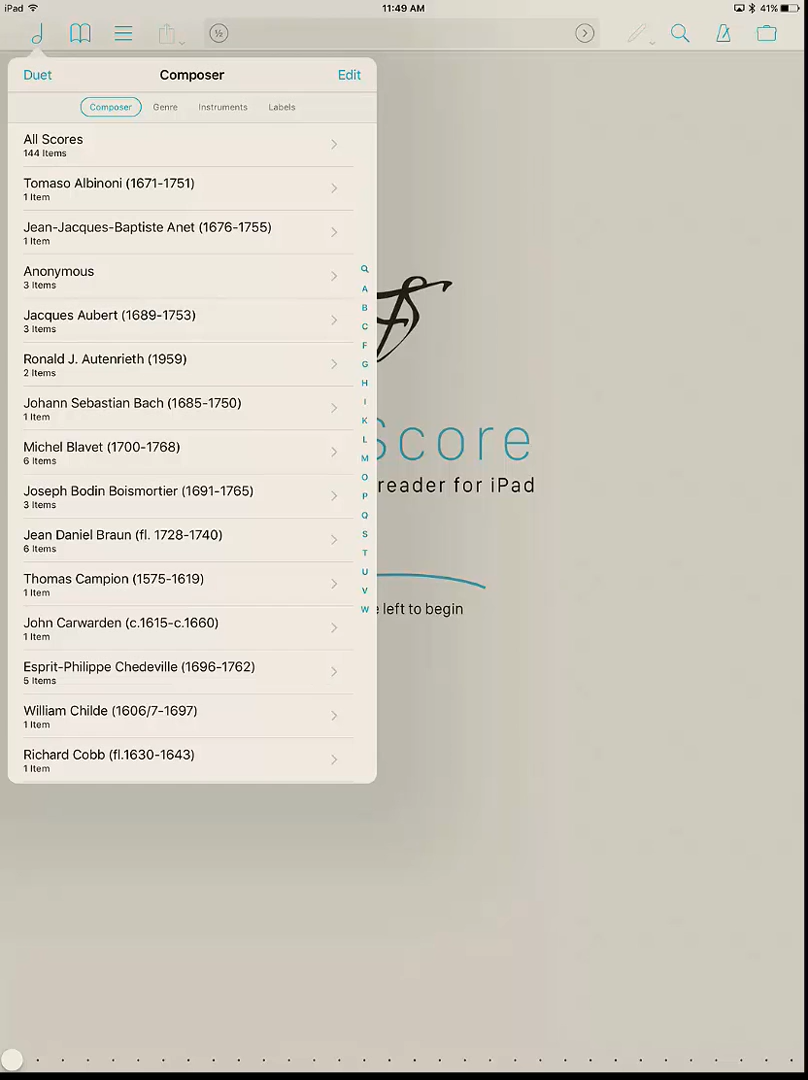 iPad 11:49 AM 41%
½
Duet Composer Edit
Composer Genre Instruments Labels
All Scores
144 Items
Tomaso Albinoni (1671-1751)
1 Item
Jean-Jacques-Baptiste Anet (1676-1755)
1 Item
Anonymous
3 Items
Jacques Aubert (1689-1753)
3 Items
Ronald J. Autenrieth (1959)
2 Items
Johann Sebastian Bach (1685-1750)
1 Item
Michel Blavet (1700-1768)
6 Items
Joseph Bodin Boismortier (1691-1765)
3 Items
Jean Daniel Braun (fl. 1728-1740)
6 Items
Thomas Campion (1575-1619)
1 Item
John Carwarden (c.1615-c.1660)
1 Item
Esprit-Philippe Chedeville (1696-1762)
5 Items
William Childe (1606/7-1697)
1 Item
Richard Cobb (fl.1630-1643)
1 Item
A
B
C
F
G
H
I
K
L
M
O
P
Q
S
T
U
V
W
Score
reader for iPad
left to begin